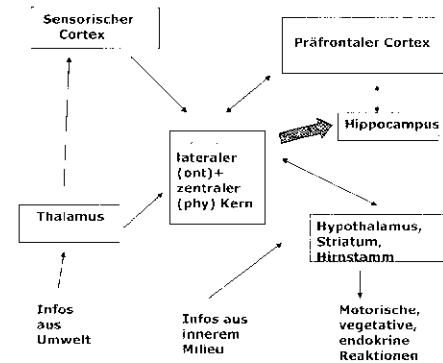 Sensorischer
Cortex
Präfrontaler Cortex
Hippocampus
lateraler
(ont)+
zentraler
(phy) Kern
Thalamus
Hypothalamus,
Striatum,
Hirnstamm
Infos
aus
Umwelt
Infos aus
innerem
Milieu
Motorische,
vegetative,
endokrine
Reaktionen